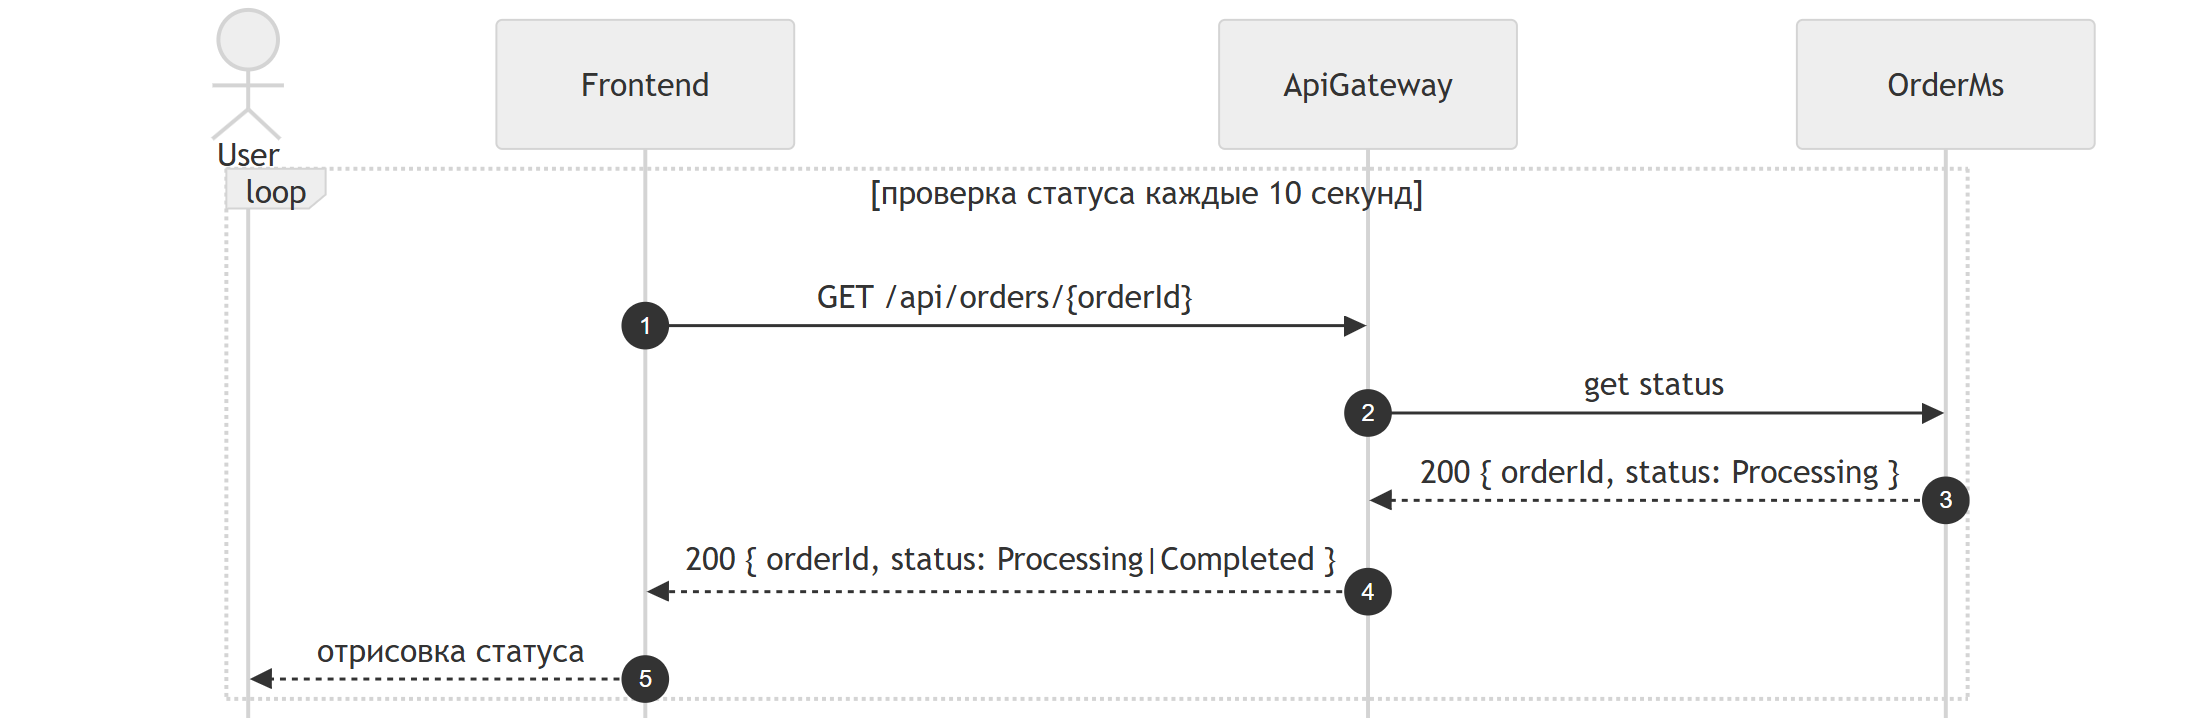 Frontend
ApiGateway
OrderMs
User
loop
[проверка статуса каждые 10 секунд]
GET /api/orders/{orderId}
1
get status
2
200 { orderId, status: Processing }
3
200 { orderId, status: Processing|Completed }
4
отрисовка статуса
5